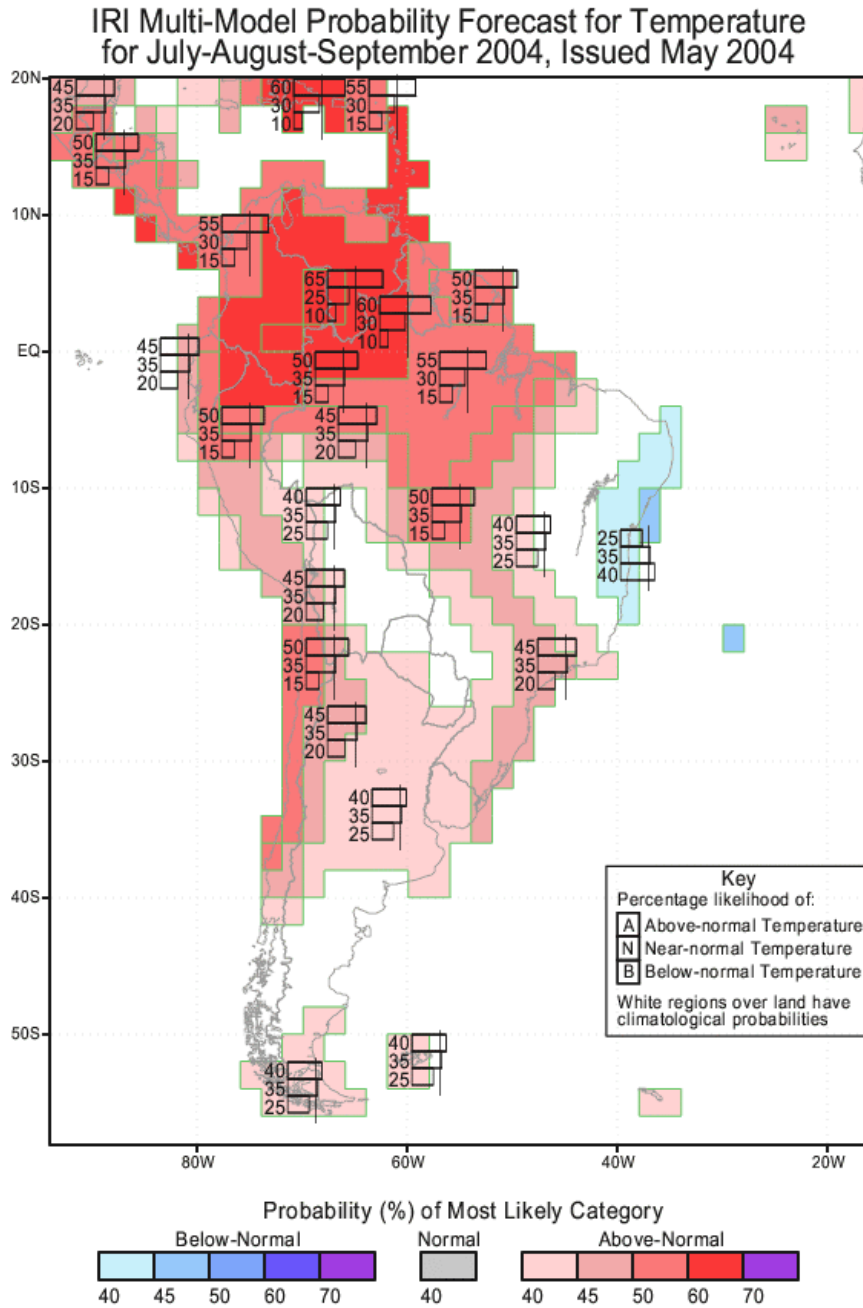 IRI Multi-Model Probability Forecast for Temperature
for July-August-September 2004, Issued May 2004
20N
45 60 55
35 30 30
20 10 15
50
35
15
10N
55
30
15
65
25
10
60
30
10
50
35
15
EQ
45
35
20
50
35
15
55
30
15
50
35
15
45
35
20
10S
40
35
25
50
35
15
40
35
25
25
35
40
45
35
20
20S
50
35
15
45
35
20
45
35
20
30S
40
35
25
40S
Key
Percentage likelihood of:
A Above-normal Temperature
N Near-normal Temperature
B Below-normal Temperature
White regions over land have
climatological probabilities
50S
40
35
25
40
35
25
80W 60W 40W 20W
Probability (%) of Most Likely Category
Below-Normal Normal Above-Normal
40 45 50 60 70 40 40 45 50 60 70